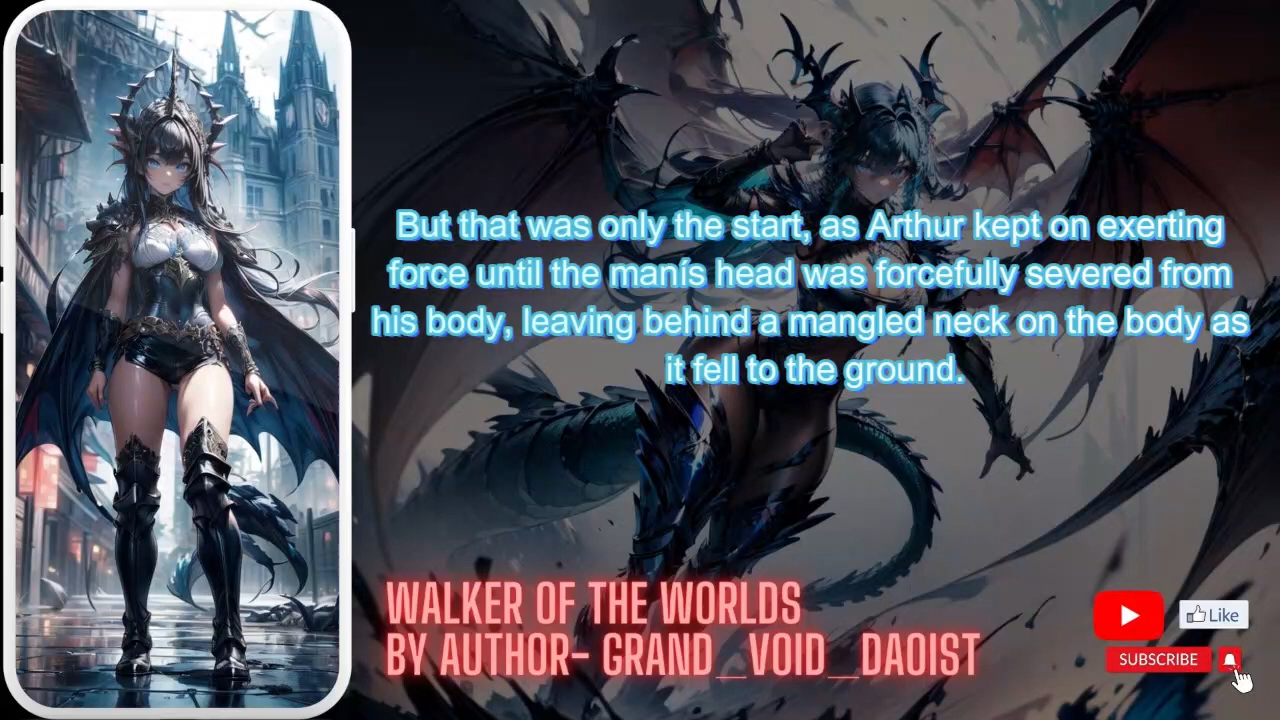 But that was only the start, as Arthur kept on exerting
force until the manís head was forcefully severed from
his body, leaving behind a mangled neck on the body as
it fell to the ground.
WALKER OF THE WORLDS
BY AUTHOR- GRAND_VOID_DAOIST
Like
SUBSCRIBE